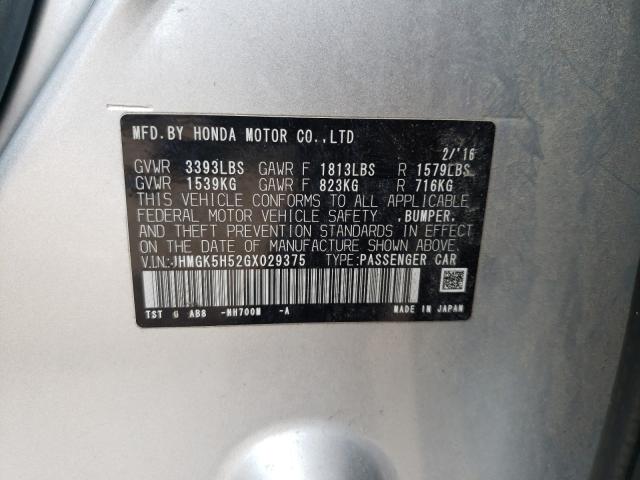 MFD.BY HONDA MOTOR CO.,LTD
2/'16
GVWR 3393LBS GAWR F 1813LBS R 1579LBS
GVWR 1539KG GAWR F 823KG R 716KG
THIS VEHICLE CONFORMS TO ALL APPLICABLE
FEDERAL MOTOR VEHICLE SAFETY ,BUMPER,
AND THEFT PREVENTION STANDARDS IN EFFECT
ON THE DATE OF MANUFACTURE SHOWN ABOVE.
V.I.N.:JHMGK5H52GX029375 TYPE:PASSENGER CAR
TST G AB8 -NH700M -A MADE IN JAPAN